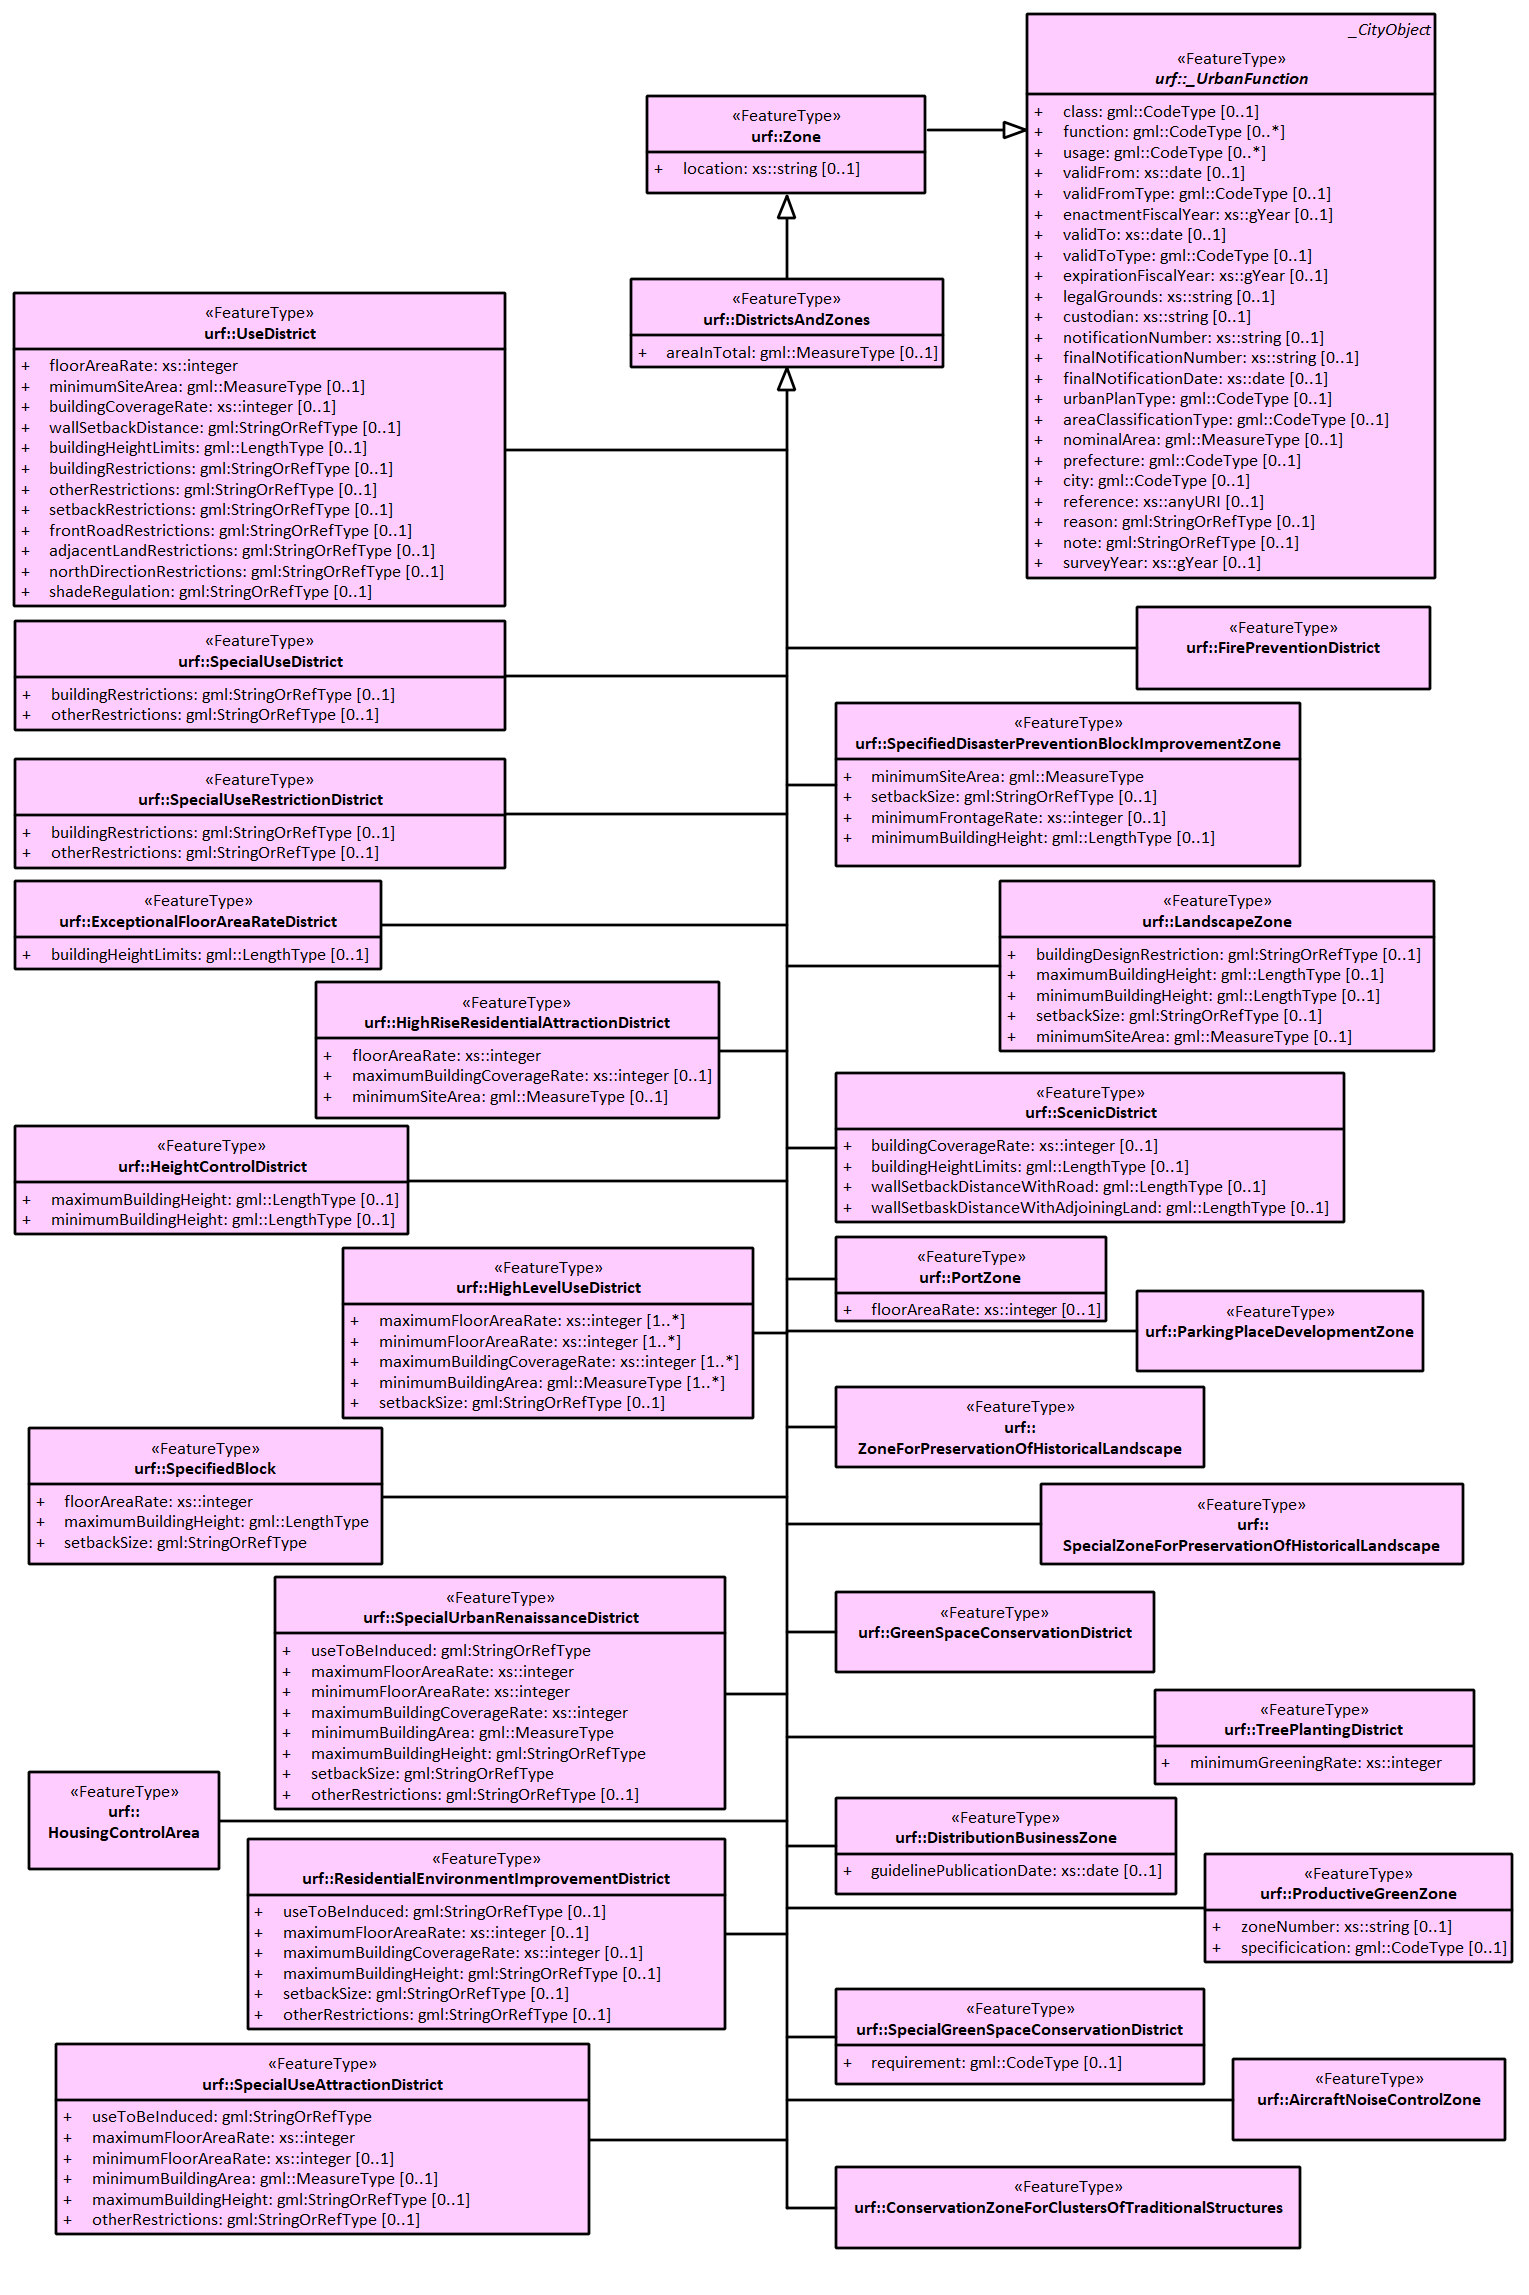 _CityObject
«FeatureType»
urf::_UrbanFunction
+ class: gml::CodeType [0..1]
+ function: gml::CodeType [0..*]
+ usage: gml::CodeType [0..*]
+ validFrom: xs::date [0..1]
+ validFromType: gml::CodeType [0..1]
+ enactmentFiscalYear: xs::gYear [0..1]
+ validTo: xs::date [0..1]
+ validToType: gml::CodeType [0..1]
+ expirationFiscalYear: xs::gYear [0..1]
+ legalGrounds: xs::string [0..1]
+ custodian: xs::string [0..1]
+ notificationNumber: xs::string [0..1]
+ finalNotificationNumber: xs::string [0..1]
+ finalNotificationDate: xs::date [0..1]
+ urbanPlanType: gml::CodeType [0..1]
+ areaClassificationType: gml::CodeType [0..1]
+ nominalArea: gml::MeasureType [0..1]
+ prefecture: gml::CodeType [0..1]
+ city: gml::CodeType [0..1]
+ reference: xs::anyURI [0..1]
+ reason: gml:StringOrRefType [0..1]
+ note: gml:StringOrRefType [0..1]
+ surveyYear: xs::gYear [0..1]
«FeatureType»
urf::Zone
+ location: xs::string [0..1]
«FeatureType»
urf::DistrictsAndZones
+ areaInTotal: gml::MeasureType [0..1]
«FeatureType»
urf::UseDistrict
+ floorAreaRate: xs::integer
+ minimumSiteArea: gml::MeasureType [0..1]
+ buildingCoverageRate: xs::integer [0..1]
+ wallSetbackDistance: gml:StringOrRefType [0..1]
+ buildingHeightLimits: gml::LengthType [0..1]
+ buildingRestrictions: gml:StringOrRefType [0..1]
+ otherRestrictions: gml:StringOrRefType [0..1]
+ setbackRestrictions: gml:StringOrRefType [0..1]
+ frontRoadRestrictions: gml:StringOrRefType [0..1]
+ adjacentLandRestrictions: gml:StringOrRefType [0..1]
+ northDirectionRestrictions: gml:StringOrRefType [0..1]
+ shadeRegulation: gml:StringOrRefType [0..1]
«FeatureType»
urf::SpecialUseDistrict
+ buildingRestrictions: gml:StringOrRefType [0..1]
+ otherRestrictions: gml:StringOrRefType [0..1]
«FeatureType»
urf::FirePreventionDistrict
«FeatureType»
urf::SpecifiedDisasterPreventionBlockImprovementZone
+ minimumSiteArea: gml::MeasureType
+ setbackSize: gml:StringOrRefType [0..1]
+ minimumFrontageRate: xs::integer [0..1]
+ minimumBuildingHeight: gml::LengthType [0..1]
«FeatureType»
urf::SpecialUseRestrictionDistrict
+ buildingRestrictions: gml:StringOrRefType [0..1]
+ otherRestrictions: gml:StringOrRefType [0..1]
«FeatureType»
urf::ExceptionalFloorAreaRateDistrict
+ buildingHeightLimits: gml::LengthType [0..1]
«FeatureType»
urf::LandscapeZone
+ buildingDesignRestriction: gml:StringOrRefType [0..1]
+ maximumBuildingHeight: gml::LengthType [0..1]
+ minimumBuildingHeight: gml::LengthType [0..1]
+ setbackSize: gml:StringOrRefType [0..1]
+ minimumSiteArea: gml::MeasureType [0..1]
«FeatureType»
urf::HighRiseResidentialAttractionDistrict
+ floorAreaRate: xs::integer
+ maximumBuildingCoverageRate: xs::integer [0..1]
+ minimumSiteArea: gml::MeasureType [0..1]
«FeatureType»
urf::ScenicDistrict
+ buildingCoverageRate: xs::integer [0..1]
+ buildingHeightLimits: gml::LengthType [0..1]
+ wallSetbackDistanceWithRoad: gml::LengthType [0..1]
+ wallSetbaskDistanceWithAdjoiningLand: gml::LengthType [0..1]
«FeatureType»
urf::HeightControlDistrict
+ maximumBuildingHeight: gml::LengthType [0..1]
+ minimumBuildingHeight: gml::LengthType [0..1]
«FeatureType»
urf::PortZone
+ floorAreaRate: xs::integer [0..1]
«FeatureType»
urf::HighLevelUseDistrict
+ maximumFloorAreaRate: xs::integer [1..*]
+ minimumFloorAreaRate: xs::integer [1..*]
+ maximumBuildingCoverageRate: xs::integer [1..*]
+ minimumBuildingArea: gml::MeasureType [1..*]
+ setbackSize: gml:StringOrRefType [0..1]
«FeatureType»
urf::ParkingPlaceDevelopmentZone
«FeatureType»
urf::
ZoneForPreservationOfHistoricalLandscape
«FeatureType»
urf::SpecifiedBlock
+ floorAreaRate: xs::integer
+ maximumBuildingHeight: gml::LengthType
+ setbackSize: gml:StringOrRefType
«FeatureType»
urf::
SpecialZoneForPreservationOfHistoricalLandscape
«FeatureType»
urf::SpecialUrbanRenaissanceDistrict
+ useToBeInduced: gml:StringOrRefType
+ maximumFloorAreaRate: xs::integer
+ minimumFloorAreaRate: xs::integer
+ maximumBuildingCoverageRate: xs::integer
+ minimumBuildingArea: gml::MeasureType
+ maximumBuildingHeight: gml:StringOrRefType
+ setbackSize: gml:StringOrRefType
+ otherRestrictions: gml:StringOrRefType [0..1]
«FeatureType»
urf::GreenSpaceConservationDistrict
«FeatureType»
urf::TreePlantingDistrict
+ minimumGreeningRate: xs::integer
«FeatureType»
urf::
HousingControlArea
«FeatureType»
urf::DistributionBusinessZone
+ guidelinePublicationDate: xs::date [0..1]
«FeatureType»
urf::ResidentialEnvironmentImprovementDistrict
+ useToBeInduced: gml:StringOrRefType [0..1]
+ maximumFloorAreaRate: xs::integer [0..1]
+ maximumBuildingCoverageRate: xs::integer [0..1]
+ maximumBuildingHeight: gml:StringOrRefType [0..1]
+ setbackSize: gml:StringOrRefType [0..1]
+ otherRestrictions: gml:StringOrRefType [0..1]
«FeatureType»
urf::ProductiveGreenZone
+ zoneNumber: xs::string [0..1]
+ specificication: gml::CodeType [0..1]
«FeatureType»
urf::SpecialGreenSpaceConservationDistrict
+ requirement: gml::CodeType [0..1]
«FeatureType»
urf::SpecialUseAttractionDistrict
+ useToBeInduced: gml:StringOrRefType
+ maximumFloorAreaRate: xs::integer
+ minimumFloorAreaRate: xs::integer [0..1]
+ minimumBuildingArea: gml::MeasureType [0..1]
+ maximumBuildingHeight: gml:StringOrRefType [0..1]
+ otherRestrictions: gml:StringOrRefType [0..1]
«FeatureType»
urf::AircraftNoiseControlZone
«FeatureType»
urf::ConservationZoneForClustersOfTraditionalStructures